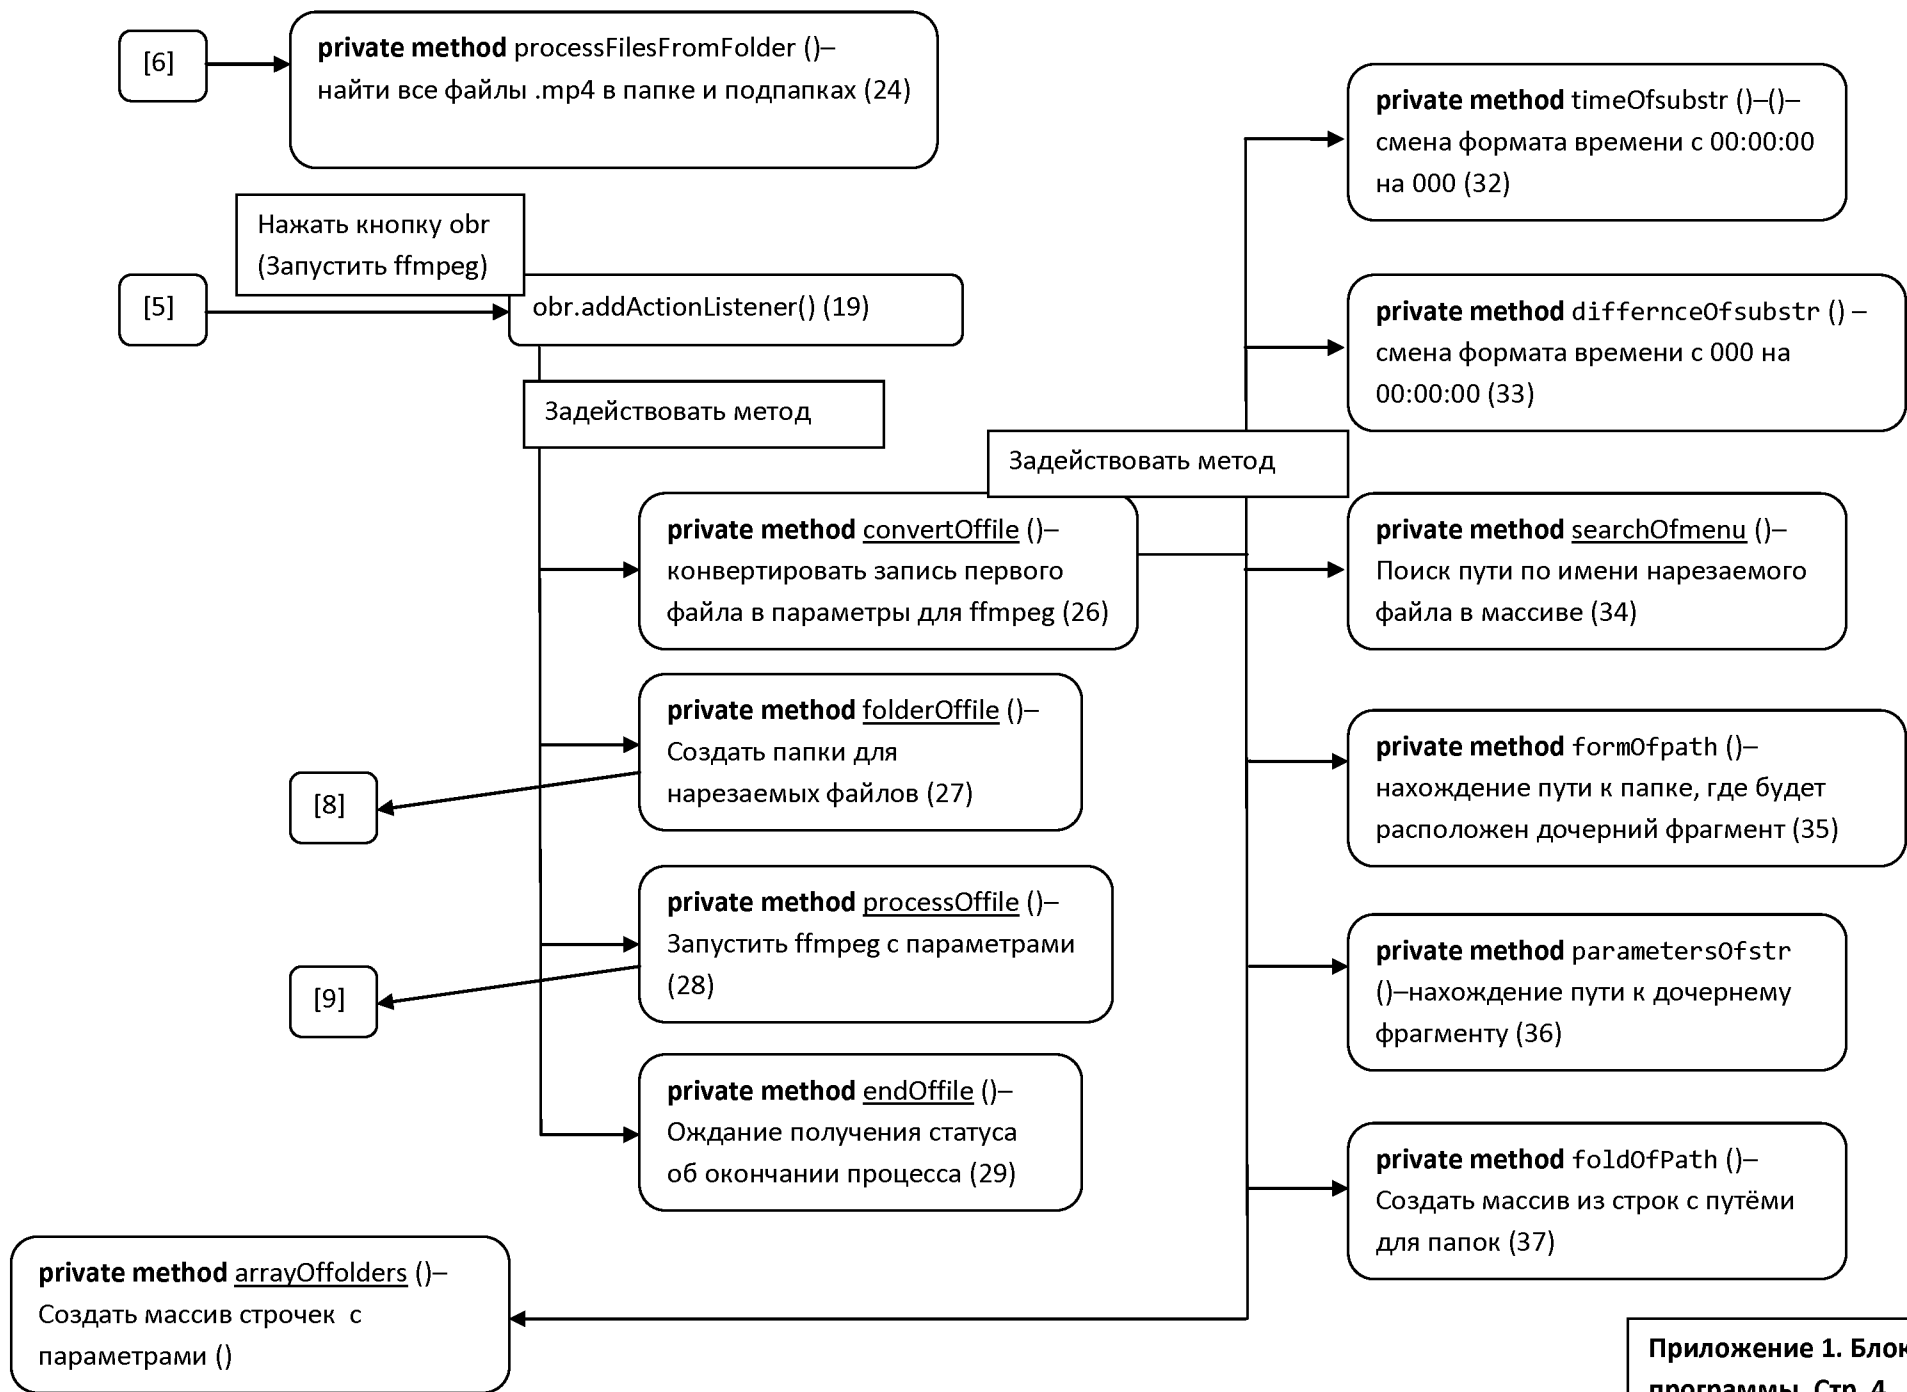 [6]
private method processFilesFromFolder ()–
найти все файлы .mp4 в папке и подпапках (24)
private method timeOfsubstr ()–()–
смена формата времени с 00:00:00
на 000 (32)
Нажать кнопку obr
(Запустить ffmpeg)
[5]
obr.addActionListener() (19)
private method differnceOfsubstr () –
смена формата времени с 000 на
00:00:00 (33)
Задействовать метод
Задействовать метод
private method convertOffile ()–
конвертировать запись первого
файла в параметры для ffmpeg (26)
private method searchOfmenu ()–
Поиск пути по имени нарезаемого
файла в массиве (34)
private method folderOffile ()–
Создать папки для
нарезаемых файлов (27)
[8]
private method formOfpath ()–
нахождение пути к папке, где будет
расположен дочерний фрагмент (35)
private method processOffile ()–
Запустить ffmpeg с параметрами
(28)
[9]
private method parametersOfstr
()–нахождение пути к дочернему
фрагменту (36)
private method endOffile ()–
Ождание получения статуса
об окончании процесса (29)
private method foldOfPath ()–
Создать массив из строк с путёми
для папок (37)
private method arrayOffolders ()–
Создать массив строчек с
параметрами ()
Приложение 1. Блок
программы. Стр. 4